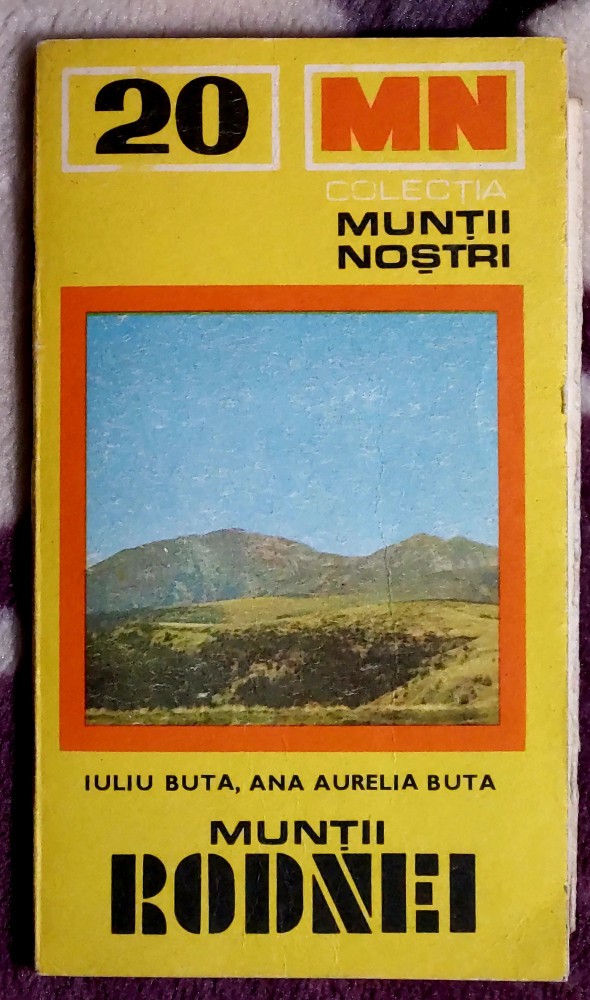 20 MN
COLECȚIA
MUNȚII
NOȘTRI
IULIU BUTA, ANA AURELIA BUTA
MUNȚII
RODNEI